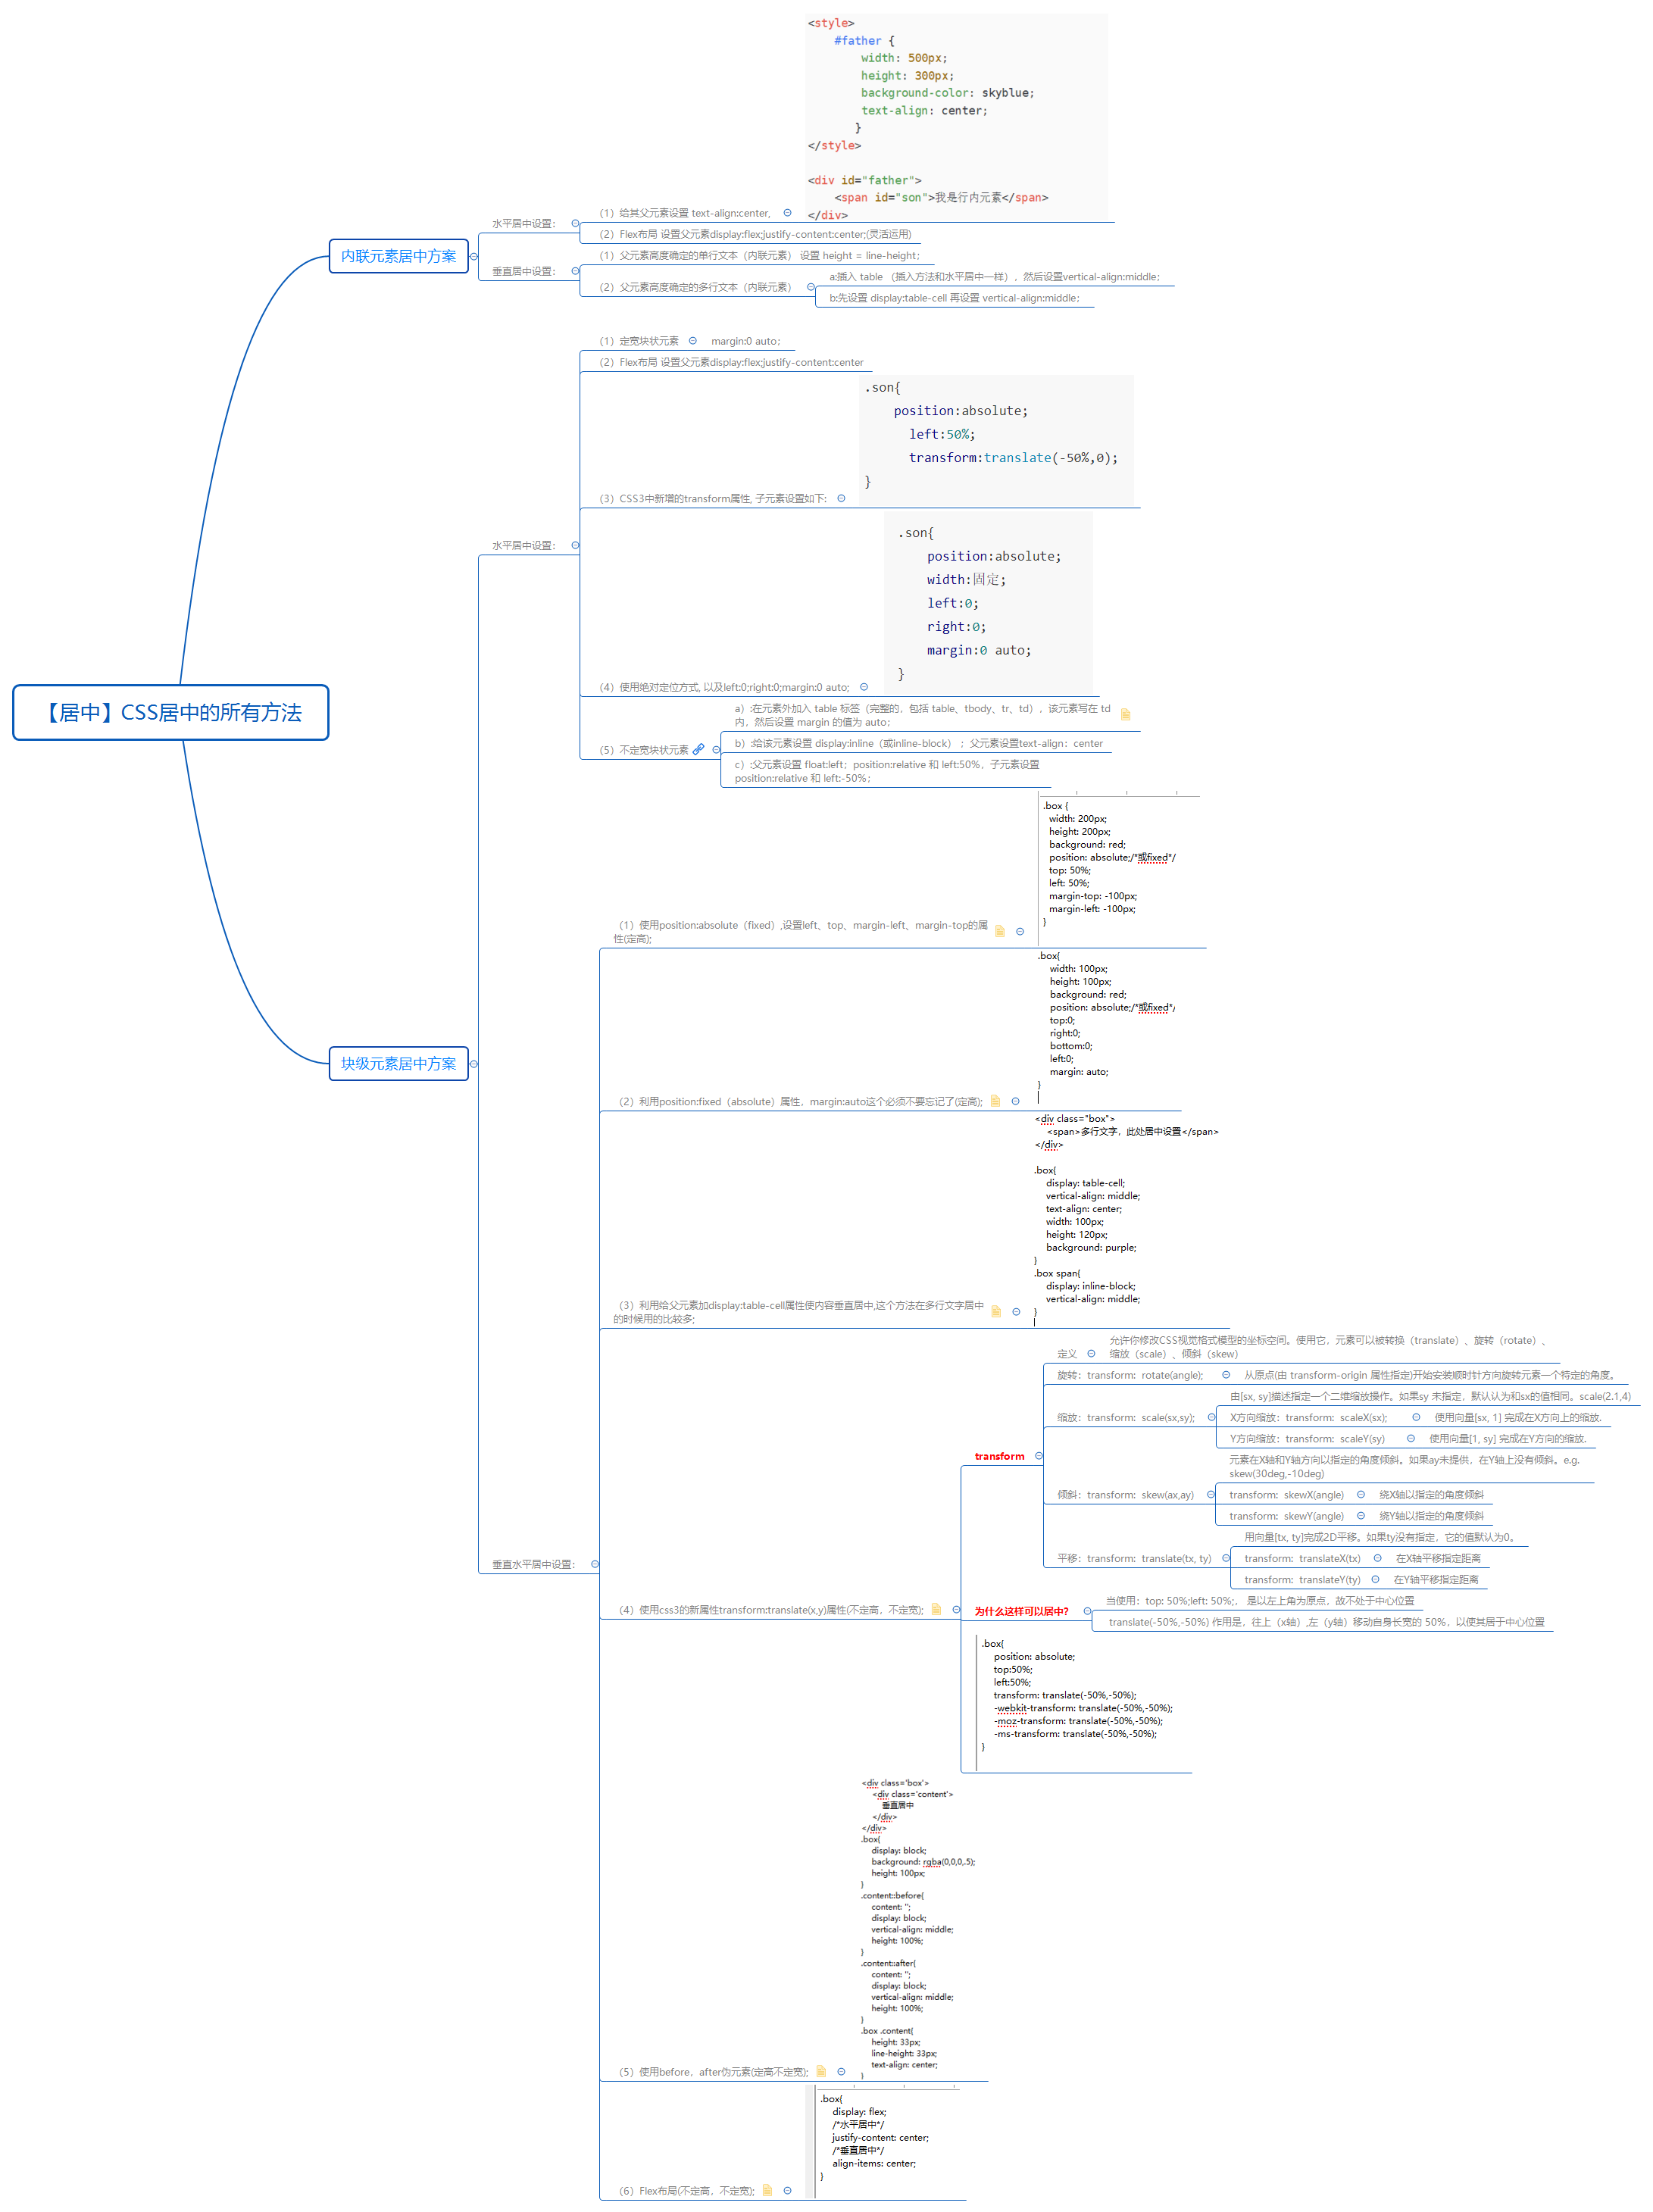 【居中】CSS居中的所有方法
内联元素居中方案
水平居中设置：
（1）给其父元素设置 text-align:center,
<style>
#father {
width: 500px;
height: 300px;
background-color: skyblue;
text-align: center;
}
</style>
<div id="father">
<span id="son">我是行内元素</span>
</div>
（2）Flex布局 设置父元素display:flex;justify-content:center;(灵活运用)
垂直居中设置：
（1）父元素高度确定的单行文本（内联元素） 设置 height = line-height；
（2）父元素高度确定的多行文本（内联元素）
a:插入 table （插入方法和水平居中一样），然后设置vertical-align:middle；
b:先设置 display:table-cell 再设置 vertical-align:middle；
块级元素居中方案
水平居中设置：
（1）定宽块状元素
margin:0 auto；
（2）Flex布局 设置父元素display:flex;justify-content:center
（3）CSS3中新增的transform属性, 子元素设置如下:
.son{
position:absolute;
left:50%;
transform:translate(-50%,0);
}
（4）使用绝对定位方式, 以及left:0;right:0;margin:0 auto;
.son{
position:absolute;
width:固定;
left:0;
right:0;
margin:0 auto;
}
（5）不定宽块状元素
a）:在元素外加入 table 标签（完整的，包括 table、tbody、tr、td），该元素写在 td
内，然后设置 margin 的值为 auto；
b）:给该元素设置 display:inline（或inline-block）； 父元素设置text-align：center
c）:父元素设置 float:left；position:relative 和 left:50%，子元素设置
position:relative 和 left:-50%；
垂直水平居中设置：
（1）使用position:absolute（fixed）,设置left、top、margin-left、margin-top的属
性(定高);
.box {
width: 200px;
height: 200px;
background: red;
position: absolute;/*或fixed*/
top: 50%;
left: 50%;
margin-top: -100px;
margin-left: -100px;
}
（2）利用position:fixed（absolute）属性，margin:auto这个必须不要忘记了(定高);
.box{
width: 100px;
height: 100px;
background: red;
position: absolute;/*或fixed*/
top:0;
right:0;
bottom:0;
left:0;
margin: auto;
}
（3）利用给父元素加display:table-cell属性使内容垂直居中,这个方法在多行文字居中
的时候用的比较多;
<div class="box">
<span>多行文字，此处居中设置</span>
</div>
.box{
display: table-cell;
vertical-align: middle;
text-align: center;
width: 100px;
height: 120px;
background: purple;
}
.box span{
display: inline-block;
vertical-align: middle;
}
（4）使用css3的新属性transform:translate(x,y)属性(不定高，不定宽);
transform
定义
允许你修改CSS视觉格式模型的坐标空间。使用它，元素可以被转换（translate）、旋转（rotate）、
缩放（scale）、倾斜（skew）
旋转：transform: rotate(angle);
从原点(由 transform-origin 属性指定)开始安装顺时针方向旋转元素一个特定的角度。
缩放：transform: scale(sx,sy);
由[sx, sy]描述指定一个二维缩放操作。如果sy 未指定，默认认为和sx的值相同。scale(2.1,4)
X方向缩放：transform: scaleX(sx);
使用向量[sx, 1] 完成在X方向上的缩放.
Y方向缩放：transform: scaleY(sy)
使用向量[1, sy] 完成在Y方向的缩放.
倾斜：transform: skew(ax,ay)
元素在X轴和Y轴方向以指定的角度倾斜。如果ay未提供，在Y轴上没有倾斜。e.g.
skew(30deg,-10deg)
transform: skewX(angle)
绕X轴以指定的角度倾斜
transform: skewY(angle)
绕Y轴以指定的角度倾斜
平移：transform: translate(tx, ty)
用向量[tx, ty]完成2D平移。如果ty没有指定，它的值默认为0。
transform: translateX(tx)
在X轴平移指定距离
transform: translateY(ty)
在Y轴平移指定距离
为什么这样可以居中?
当使用：top: 50%;left: 50%;， 是以左上角为原点，故不处于中心位置
translate(-50%,-50%) 作用是，往上（x轴）,左（y轴）移动自身长宽的 50%，以使其居于中心位置
.box{
position: absolute;
top:50%;
left:50%;
transform: translate(-50%,-50%);
-webkit-transform: translate(-50%,-50%);
-moz-transform: translate(-50%,-50%);
-ms-transform: translate(-50%,-50%);
}
（5）使用before，after伪元素(定高不定宽);
<div class='box'>
<div class='content'>
垂直居中
</div>
</div>
.box{
display: block;
background: rgba(0,0,0,.5);
height: 100px;
}
.content::before{
content: '';
display: block;
vertical-align: middle;
height: 100%;
}
.content::after{
content: '';
display: block;
vertical-align: middle;
height: 100%;
}
.box .content{
height: 33px;
line-height: 33px;
text-align: center;
}
（6）Flex布局(不定高，不定宽);
.box{
display: flex;
/*水平居中*/
justify-content: center;
/*垂直居中*/
align-items: center;
}